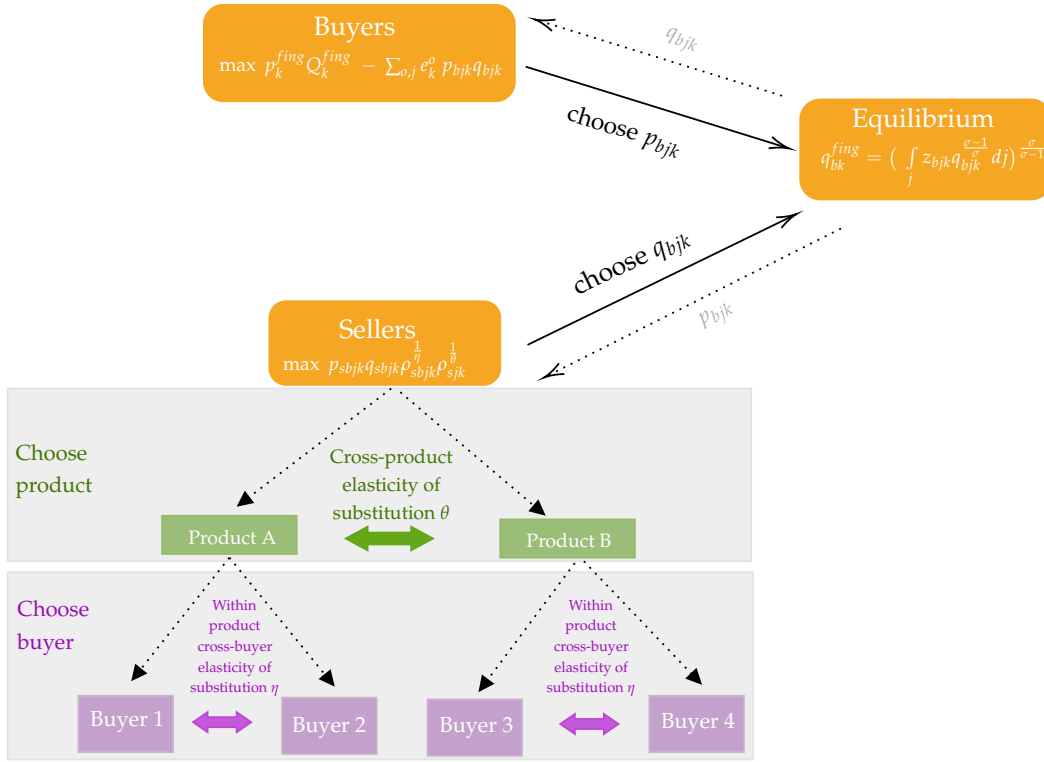 Buyers
max p_k^{fing} Q_k^{fing} − ∑_{o,j} e_k^o p_{bjk} q_{bjk}
q_{bjk}
choose p_{bjk}
Equilibrium
q_{bk}^{fing} = ( ∫_j z_{bjk} q_{bjk}^{\frac{σ−1}{σ}} dj )^{\frac{σ}{σ−1}}
choose q_{bjk}
p_{bjk}
Sellers
max p_{sbjk} q_{sbjk} ρ_{sbjk}^{\frac{1}{η}} ρ_{sjk}^{\frac{1}{θ}}
Choose
product
Cross-product
elasticity of
substitution θ
Product A
Product B
Choose
buyer
Within
product
cross-buyer
elasticity of
substitution η
Within
product
cross-buyer
elasticity of
substitution η
Buyer 1
Buyer 2
Buyer 3
Buyer 4